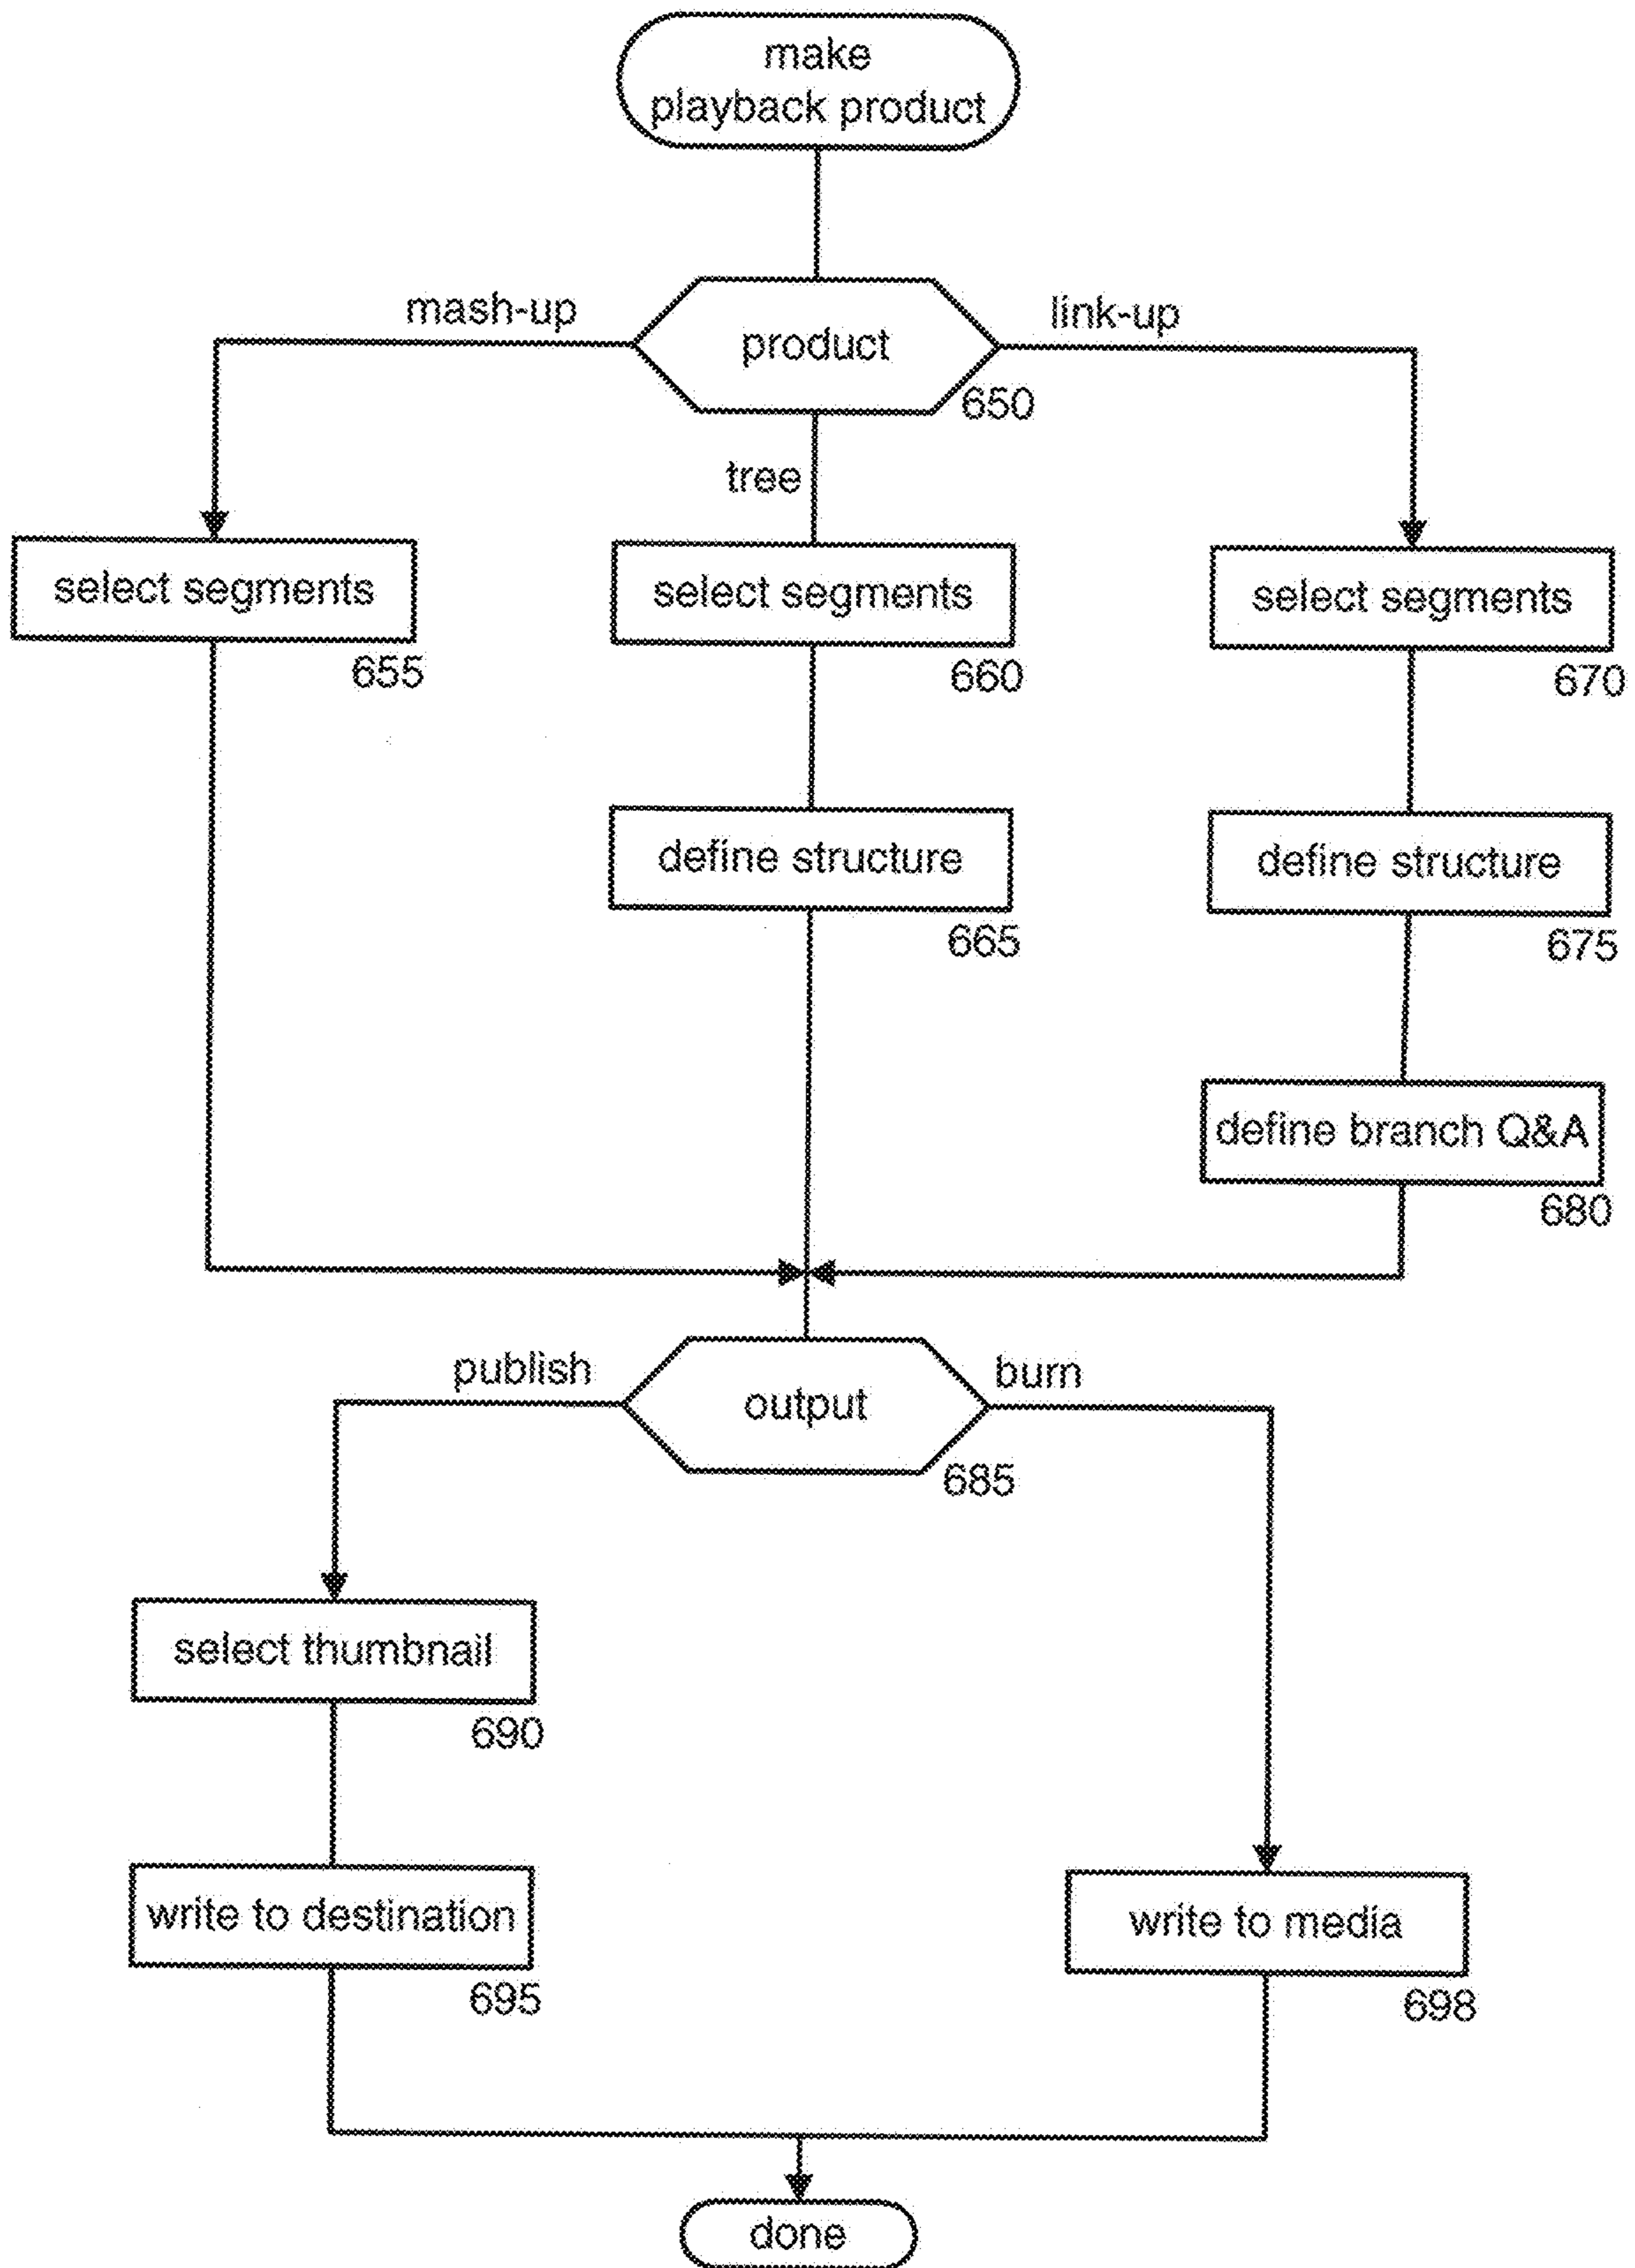 make
playback product
mash-up
link-up
product
650
tree
select segments
655
select segments
660
select segments
670
define structure
665
define structure
675
define branch Q&A
680
publish
burn
output
685
select thumbnail
690
write to destination
695
write to media
698
done